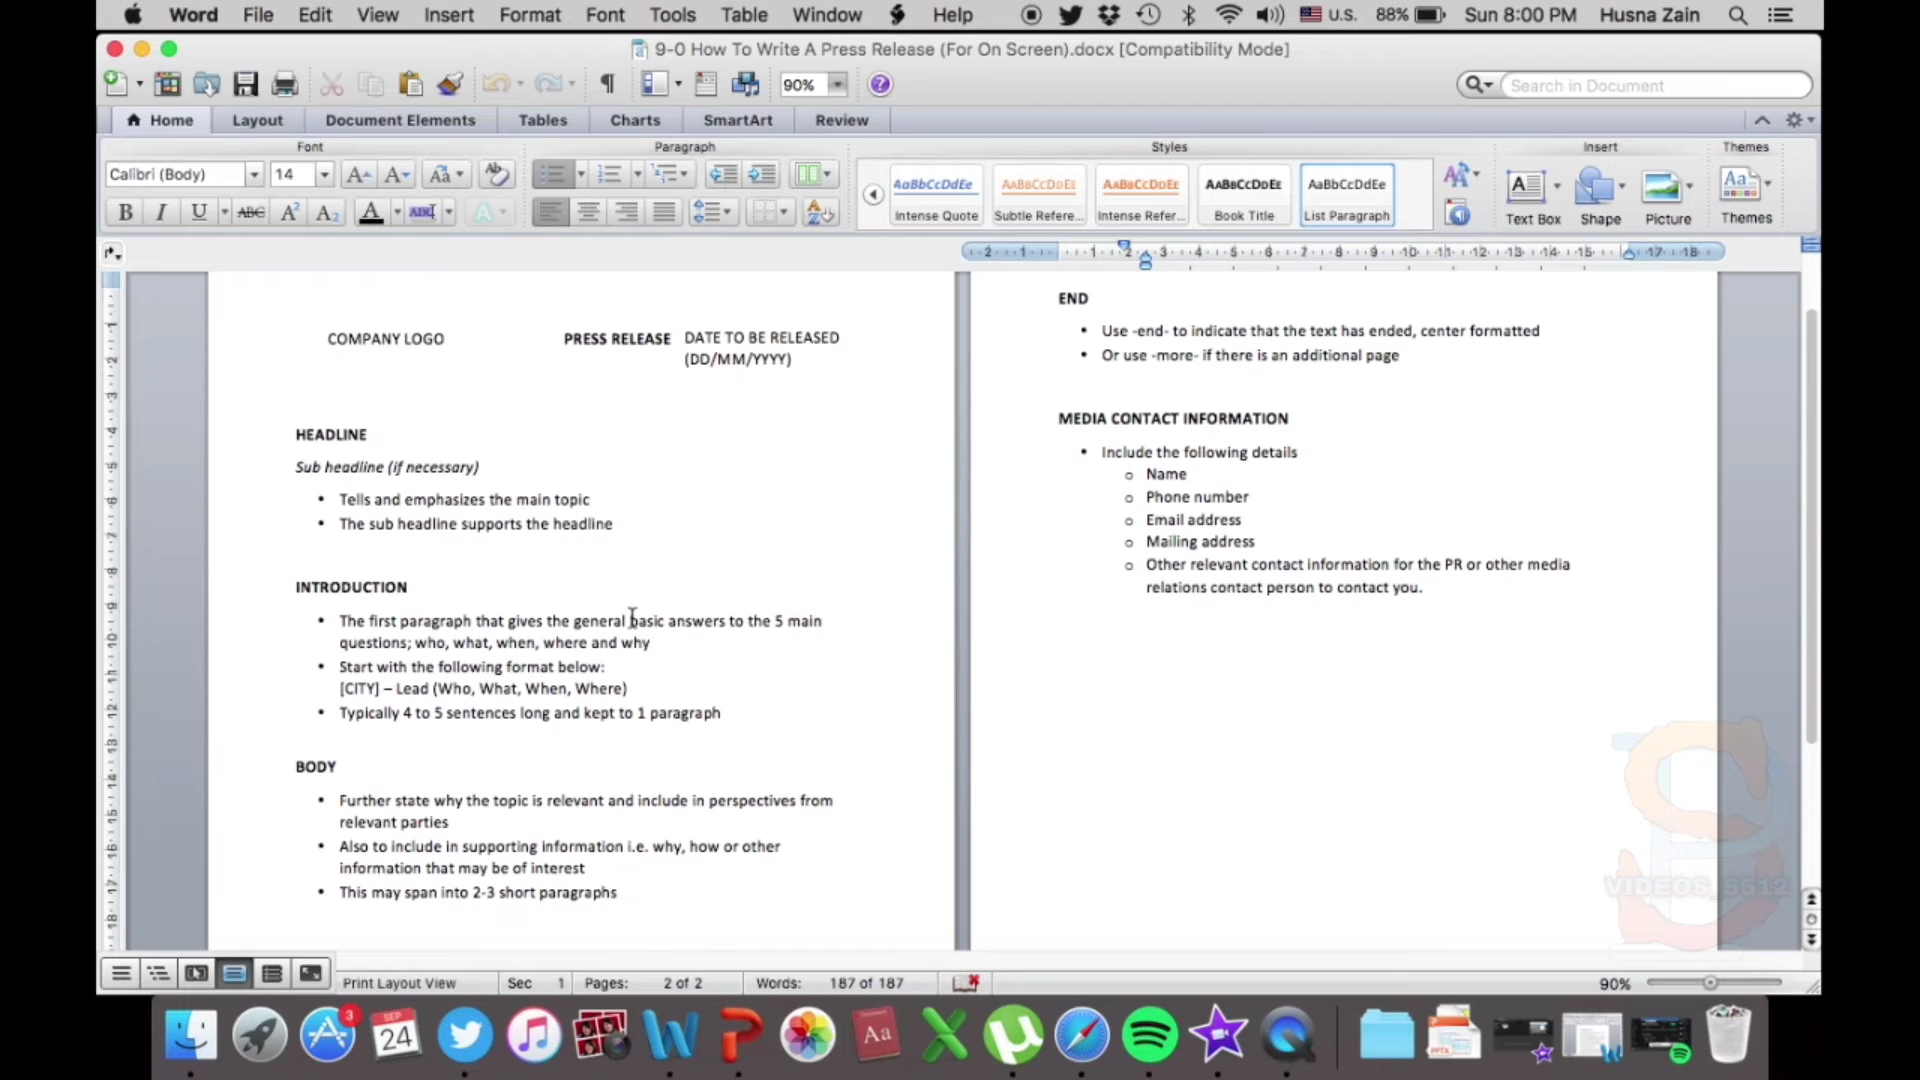 Word File Edit View Insert Format Font Tools Table Window Help U.S. 88% Sun 8:00 PM Husna Zain
9-0 How To Write A Press Release (For On Screen).docx [Compatibility Mode]
90% Search in Document
Home Layout Document Elements Tables Charts SmartArt Review
Font Paragraph Styles Insert Themes
Calibri (Body) 14
AaBbCcDdEe AaBbCcDdEe AaBbCcDdEe AaBbCcDdEe AaBbCcDdEe
Intense Quote Subtle Refere... Intense Refer... Book Title List Paragraph
Text Box Shape Picture Themes
COMPANY LOGO PRESS RELEASE DATE TO BE RELEASED
(DD/MM/YYYY)
HEADLINE
Sub headline (if necessary)
• Tells and emphasizes the main topic
• The sub headline supports the headline
INTRODUCTION
• The first paragraph that gives the general basic answers to the 5 main
questions; who, what, when, where and why
• Start with the following format below:
[CITY] – Lead (Who, What, When, Where)
• Typically 4 to 5 sentences long and kept to 1 paragraph
BODY
• Further state why the topic is relevant and include in perspectives from
relevant parties
• Also to include in supporting information i.e. why, how or other
information that may be of interest
• This may span into 2-3 short paragraphs
END
• Use -end- to indicate that the text has ended, center formatted
• Or use -more- if there is an additional page
MEDIA CONTACT INFORMATION
• Include the following details
o Name
o Phone number
o Email address
o Mailing address
o Other relevant contact information for the PR or other media
relations contact person to contact you.
VIDEOS_5512
Print Layout View Sec 1 Pages: 2 of 2 Words: 187 of 187 90%
3
SEP
24
Aa
PPTX